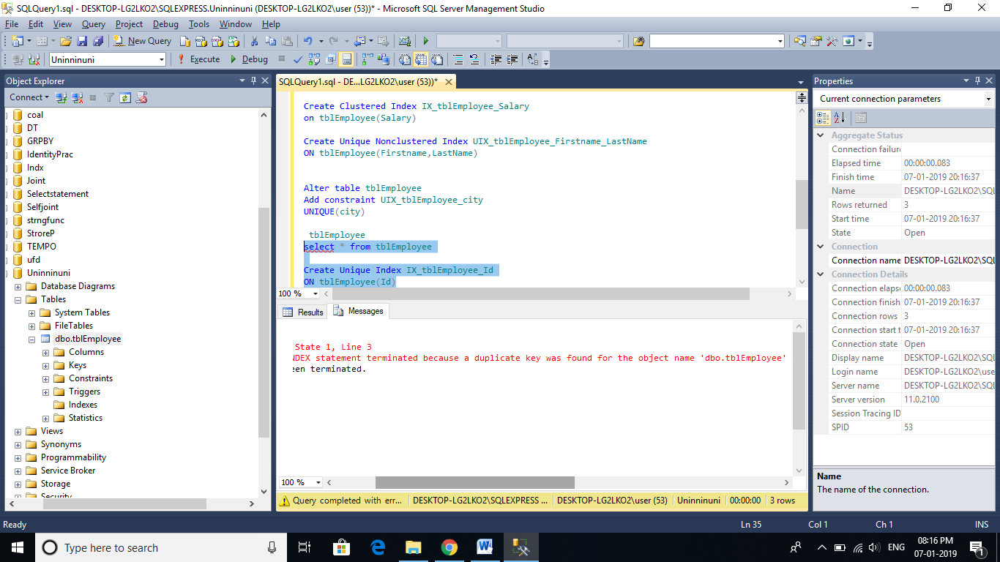 SQLQuery1.sql - DESKTOP-LG2LKO2\SQLEXPRESS.Uninninuni (DESKTOP-LG2LKO2\user (53))* - Microsoft SQL Server Management Studio
File Edit View Query Project Debug Tools Window Help
New Query
Uninninuni Execute Debug
Object Explorer
Connect
coal
DT
GRPBY
IdentityPrac
Indx
Joint
Selectstatement
Selfjoint
strngfunc
StroreP
TEMPO
ufd
Uninninuni
Database Diagrams
Tables
System Tables
FileTables
dbo.tblEmployee
Columns
Keys
Constraints
Triggers
Indexes
Statistics
Views
Synonyms
Programmability
Service Broker
Storage
Security
SQLQuery1.sql - DE...LG2LKO2\user (53))*
Create Clustered Index IX_tblEmployee_Salary
on tblEmployee(Salary)
Create Unique Nonclustered Index UIX_tblEmployee_Firstname_LastName
ON tblEmployee(Firstname,LastName)
Alter table tblEmployee
Add constraint UIX_tblEmployee_city
UNIQUE(city)
tblEmployee
select * from tblEmployee
Create Unique Index IX_tblEmployee_Id
ON tblEmployee(Id)
100 %
Results Messages
State 1, Line 3
NDEX statement terminated because a duplicate key was found for the object name 'dbo.tblEmployee'
een terminated.
100 %
Query completed with err... DESKTOP-LG2LKO2\SQLEXPRESS ... DESKTOP-LG2LKO2\user (53) Uninninuni 00:00:00 3 rows
Properties
Current connection parameters
Aggregate Status
Connection failure
Elapsed time 00:00:00.083
Finish time 07-01-2019 20:16:37
Name DESKTOP-LG2LKO2\SQL
Rows returned 3
Start time 07-01-2019 20:16:37
State Open
Connection
Connection name DESKTOP-LG2LKO2\SQL
Connection Details
Connection elaps 00:00:00.083
Connection finish 07-01-2019 20:16:37
Connection rows 3
Connection start t 07-01-2019 20:16:37
Connection state Open
Display name DESKTOP-LG2LKO2\SQL
Login name DESKTOP-LG2LKO2\use
Server name DESKTOP-LG2LKO2\SQL
Server version 11.0.2100
Session Tracing ID
SPID 53
Name
The name of the connection.
Ready Ln 35 Col 1 Ch 1 INS
Type here to search
ENG
08:16 PM
07-01-2019
1